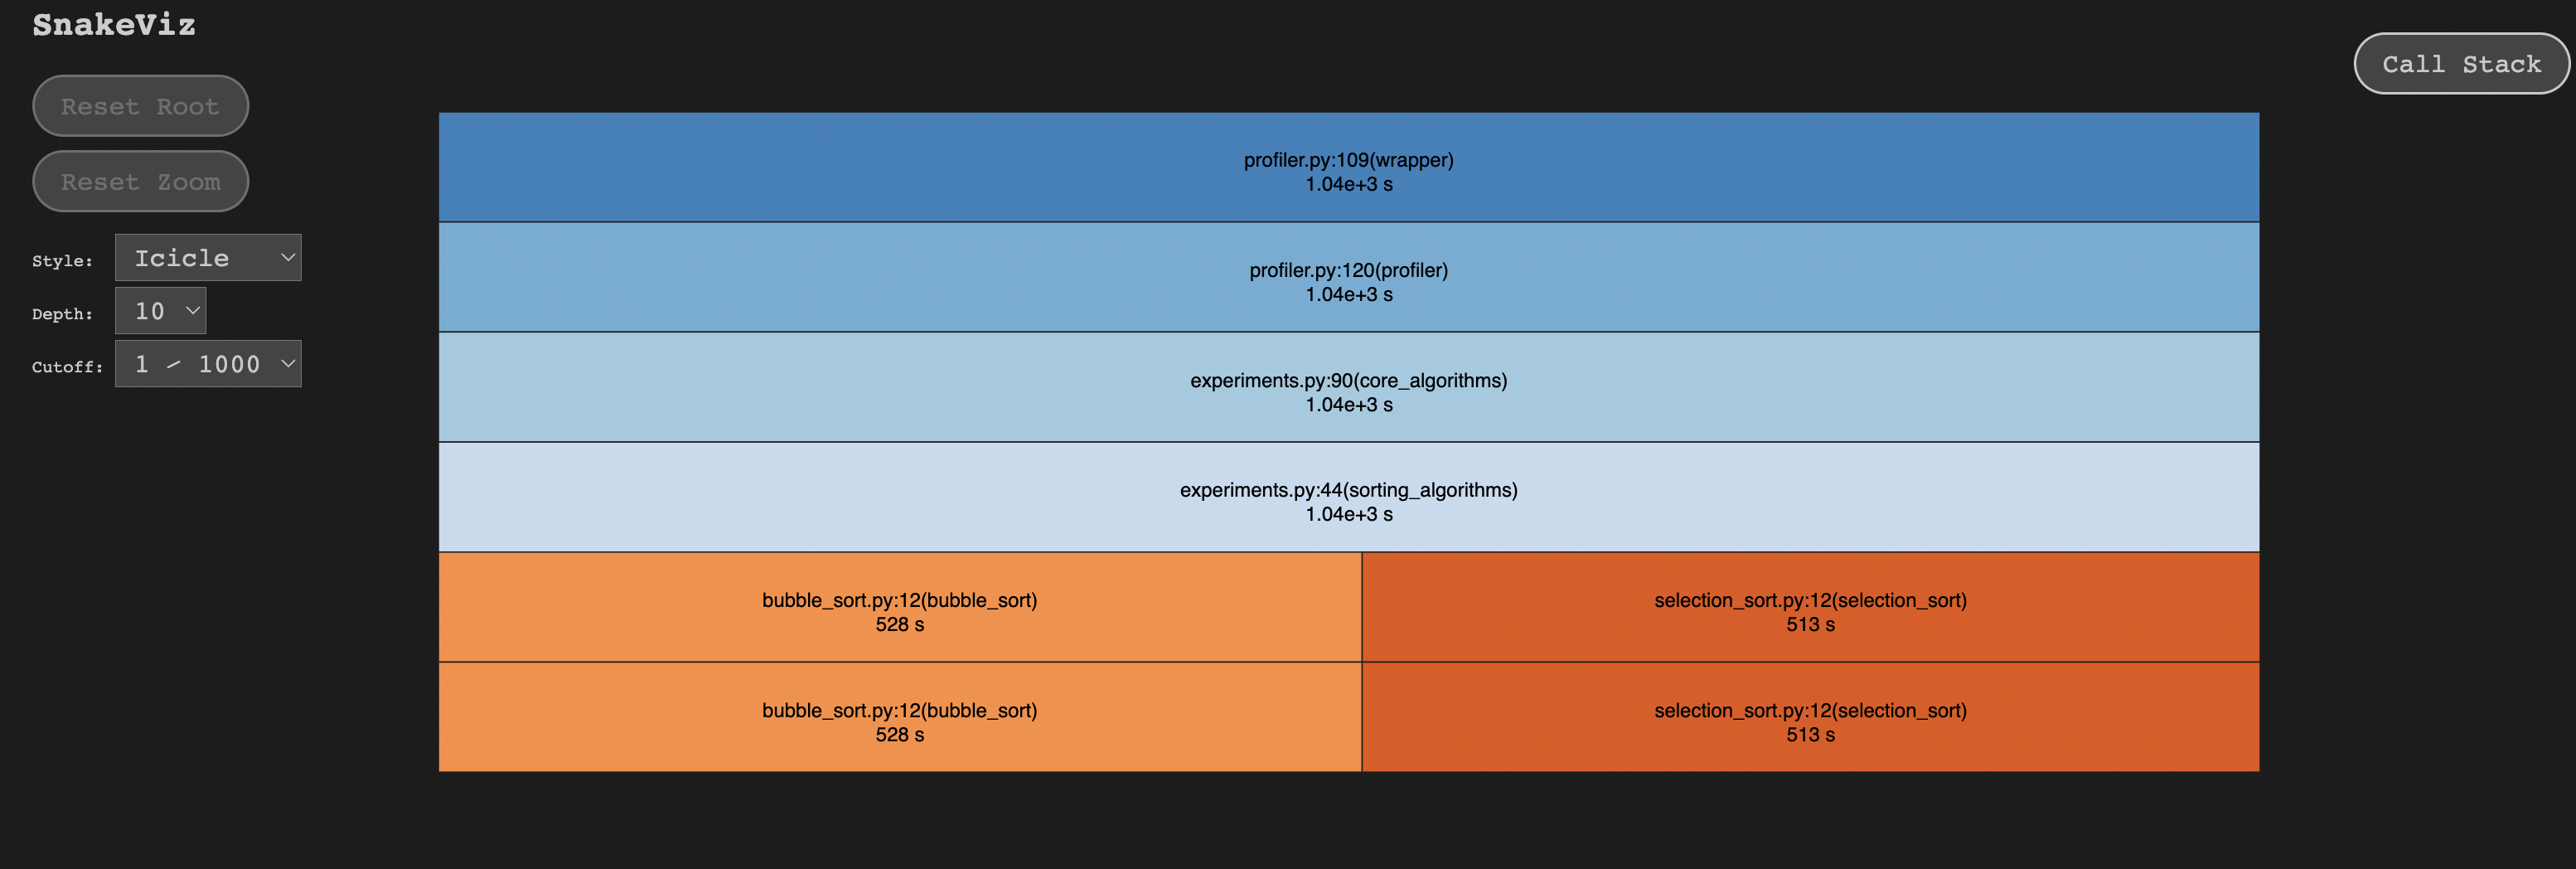 SnakeViz
Call Stack
Reset Root
Reset Zoom
Style: Icicle
Depth: 10
Cutoff: 1 / 1000
profiler.py:109(wrapper)
1.04e+3 s
profiler.py:120(profiler)
1.04e+3 s
experiments.py:90(core_algorithms)
1.04e+3 s
experiments.py:44(sorting_algorithms)
1.04e+3 s
bubble_sort.py:12(bubble_sort)
528 s
selection_sort.py:12(selection_sort)
513 s
bubble_sort.py:12(bubble_sort)
528 s
selection_sort.py:12(selection_sort)
513 s